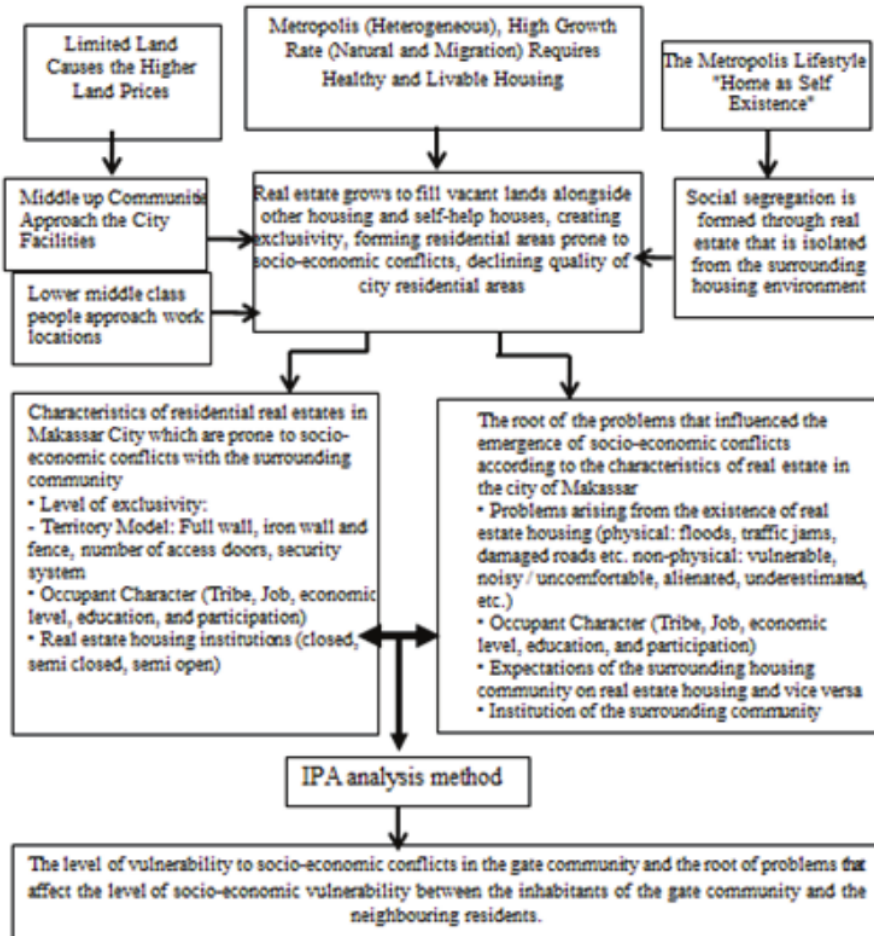 Limited Land
Causes the Higher
Land Prices
Metropolis (Heterogeneous), High Growth
Rate (Natural and Migration) Requires
Healthy and Livable Housing
The Metropolis Lifestyle
"Home as Self
Existence"
Middle up Communitie
Approach the City
Facilities
Lower middle class
people approach work
locations
Real estate grows to fill vacant lands alongside
other housing and self-help houses, creating
exclusivity, forming residential areas prone to
socio-economic conflicts, declining quality of
city residential areas
Social segregation is
formed through real
estate that is isolated
from the surrounding
housing environment
Characteristics of residential real estates in
Makassar City which are prone to socio-
economic conflicts with the surrounding
community
• Level of exclusivity:
- Territory Model: Full wall, iron wall and
fence, number of access doors, security
system
• Occupant Character (Tribe, Job, economic
level, education, and participation)
• Real estate housing institutions (closed,
semi closed, semi open)
The root of the problems that influenced the
emergence of socio-economic conflicts
according to the characteristics of real estate in
the city of Makassar
• Problems arising from the existence of real
estate housing (physical: floods, traffic jams,
damaged roads etc. non-physical: vulnerable,
noisy / uncomfortable, alienated, underestimated,
etc.)
• Occupant Character (Tribe, Job, economic
level, education, and participation)
• Expectations of the surrounding housing
community on real estate housing and vice versa
• Institution of the surrounding community
IPA analysis method
The level of vulnerability to socio-economic conflicts in the gate community and the root of problems that
affect the level of socio-economic vulnerability between the inhabitants of the gate community and the
neighbouring residents.